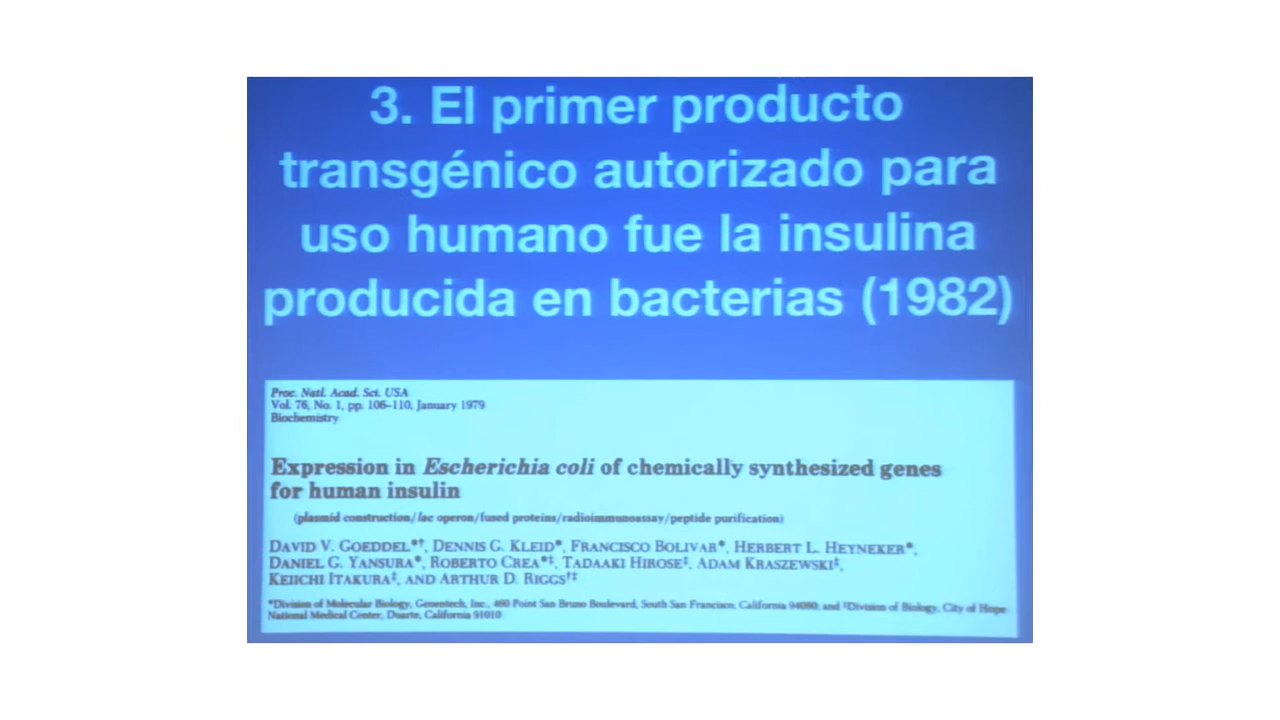 3. El primer producto
transgénico autorizado para
uso humano fue la insulina
producida en bacterias (1982)
Proc. Natl. Acad. Sci. USA
Vol. 76, No. 1, pp. 106–110, January 1979
Biochemistry
Expression in Escherichia coli of chemically synthesized genes
for human insulin
(plasmid construction/lac operon/fused proteins/radioimmunoassay/peptide purification)
DAVID V. GOEDDEL*†, DENNIS G. KLEID*, FRANCISCO BOLIVAR*, HERBERT L. HEYNEKER*,
DANIEL G. YANSURA*, ROBERTO CREA*‡, TADAAKI HIROSE‡, ADAM KRASZEWSKI‡,
KEIICHI ITAKURA‡, AND ARTHUR D. RIGGS†‡
*Division of Molecular Biology, Genentech, Inc., 460 Point San Bruno Boulevard, South San Francisco, California 94080; and ‡Division of Biology, City of Hope
National Medical Center, Duarte, California 91010